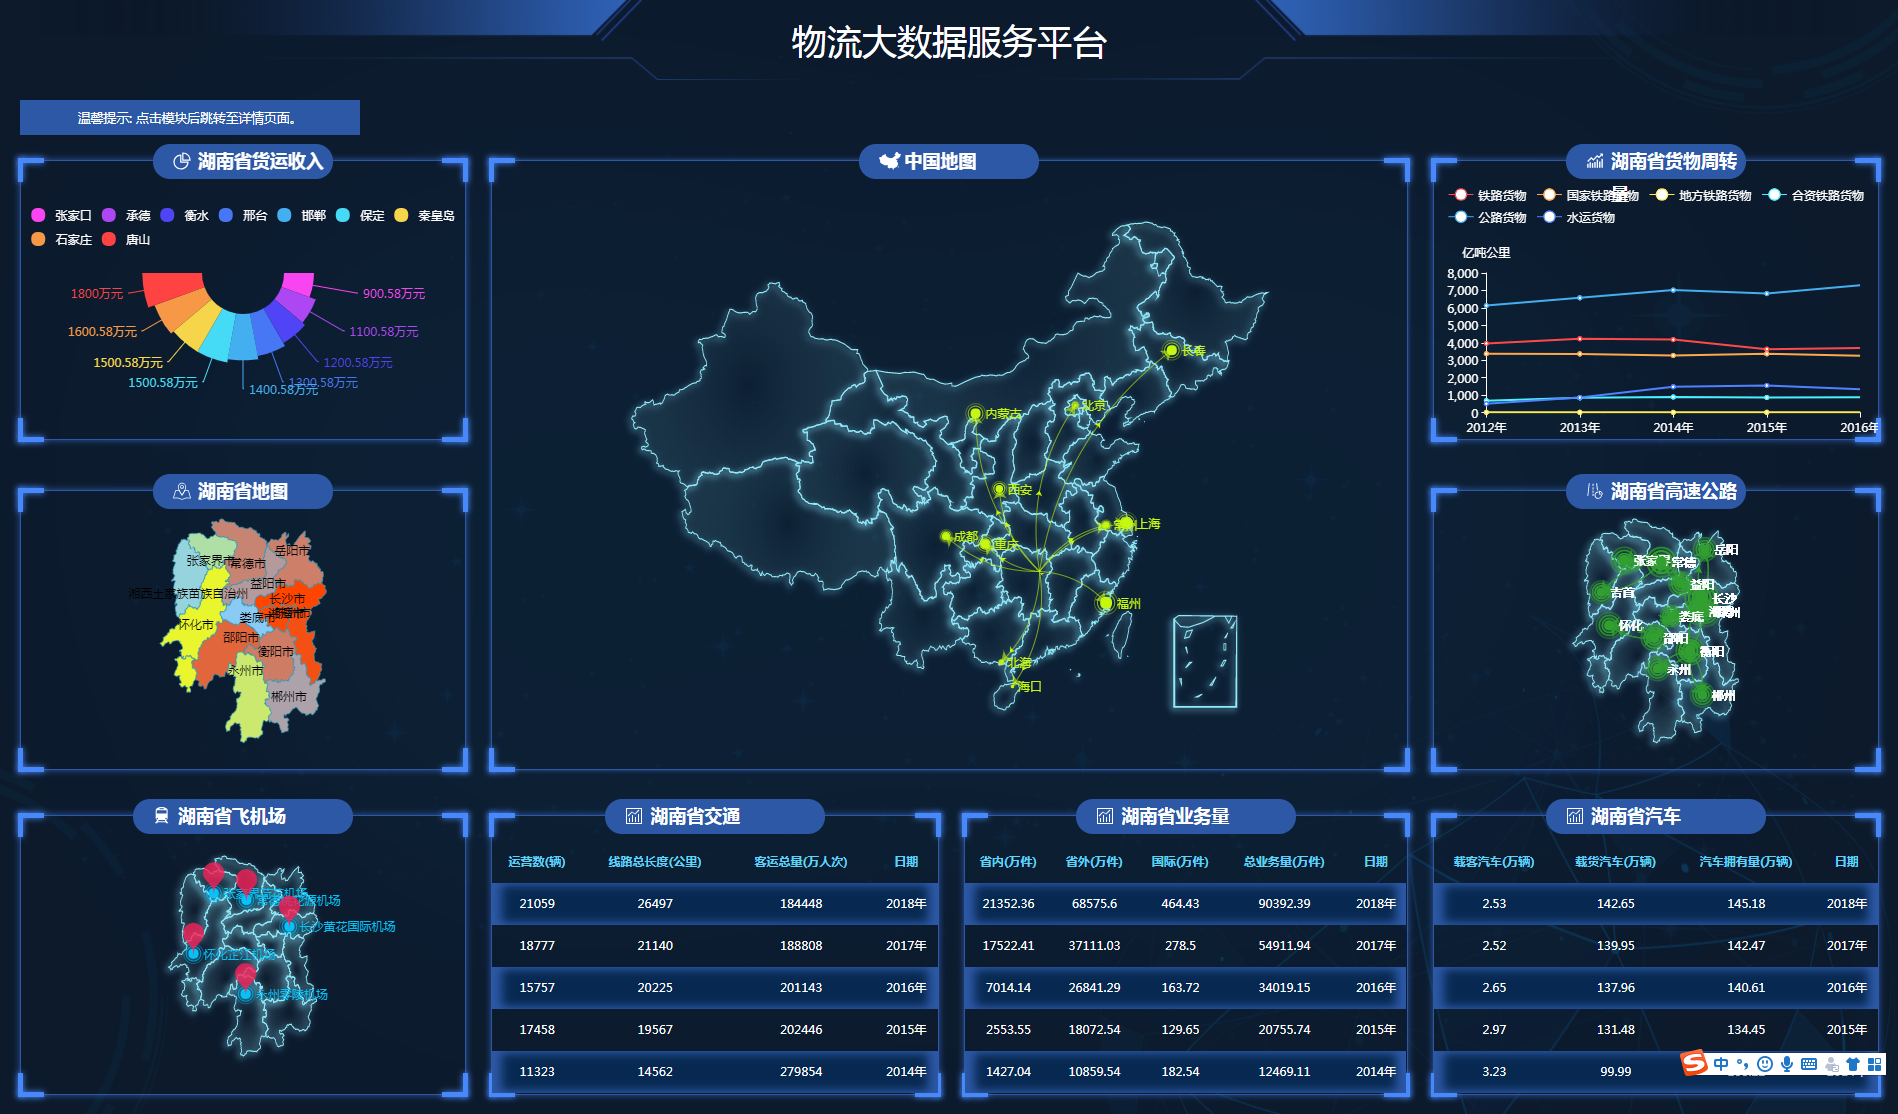 物流大数据服务平台
温馨提示: 点击模块后跳转至详情页面。
湖南省货运收入
张家口 承德 衡水 邢台 邯郸 保定 秦皇岛
石家庄 唐山
1800万元
900.58万元
1600.58万元
1100.58万元
1500.58万元
1200.58万元
1500.58万元
1300.58万元
1400.58万元
中国地图
长春
北京
内蒙古
西安
上海
成都
重庆
福州
北海
海口
湖南省货物周转量
铁路货物 国家铁路货物 地方铁路货物 合资铁路货物
公路货物 水运货物
亿吨公里
8,000
7,000
6,000
5,000
4,000
3,000
2,000
1,000
0
2012年 2013年 2014年 2015年 2016年
湖南省地图
岳阳市
张家界市
常德市
益阳市
湘西土家族苗族自治州
长沙市
娄底市
怀化市
邵阳市
衡阳市
永州市
郴州市
湖南省高速公路
岳阳
张家界
常德
益阳
吉首
长沙
娄底
怀化
邵阳
衡阳
永州
郴州
湖南省飞机场
长沙黄花国际机场
怀化芷江机场
永州零陵机场
湖南省交通
运营数(辆) 线路总长度(公里) 客运总量(万人次) 日期
21059 26497 184448 2018年
18777 21140 188808 2017年
15757 20225 201143 2016年
17458 19567 202446 2015年
11323 14562 279854 2014年
湖南省业务量
省内(万件) 省外(万件) 国际(万件) 总业务量(万件) 日期
21352.36 68575.6 464.43 90392.39 2018年
17522.41 37111.03 278.5 54911.94 2017年
7014.14 26841.29 163.72 34019.15 2016年
2553.55 18072.54 129.65 20755.74 2015年
1427.04 10859.54 182.54 12469.11 2014年
湖南省汽车
载客汽车(万辆) 载货汽车(万辆) 汽车拥有量(万辆) 日期
2.53 142.65 145.18 2018年
2.52 139.95 142.47 2017年
2.65 137.96 140.61 2016年
2.97 131.48 134.45 2015年
3.23 99.99
中